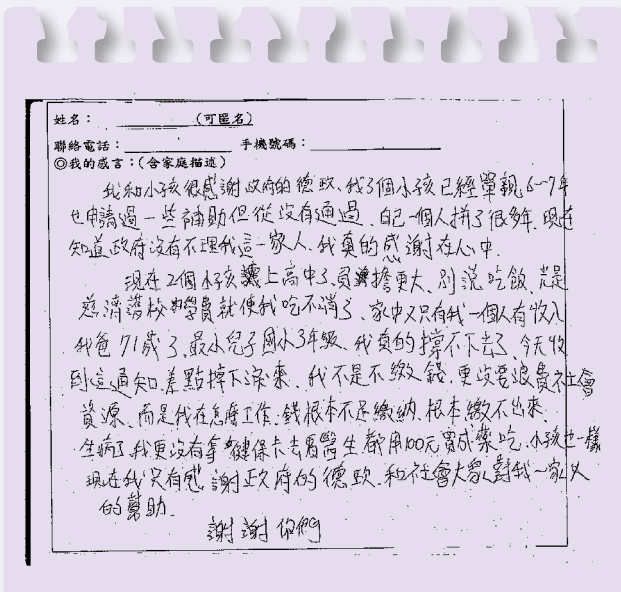 姓名：＿＿＿＿＿＿（可匿名）
聯絡電話：＿＿＿＿＿＿ 手機號碼：＿＿＿＿＿＿
◎我的感言：(含家庭描述)
我和小孩很感謝政府的德政、我3個小孩已經單親6~7年
也申請過一些補助但從沒有通過、自己一個人拼了很多年、現在
知道政府沒有不理我這一家人、我真的感謝在心中.
現在2個小孩讀上高中了、負擔更大、別說吃飯、光是
慈濟護校的學費就使我吃不消了、家中又只有我一個人有收入
我爸71歲了、最小兒子國小3年級、我真的撐不下去了、今天收
到這通知、差點掉下淚來、我不是不繳錢、更沒要浪費社會
資源、而是我在怎麼工作、錢根本不足繳納、根本繳不出來
生病了、我更沒有拿健保卡去看醫生都用100元買成藥吃、小孩也一樣
現在我只有感謝政府的德政、和社會大眾對我一家人
的幫助.
謝謝你們